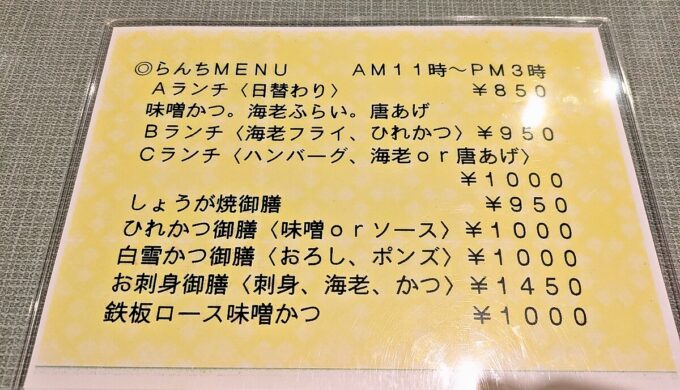 ◎らんちMENU AM11時～PM3時
Aランチ〈日替わり〉 ￥850
味噌かつ。海老ふらい。唐あげ
Bランチ〈海老フライ、ひれかつ〉￥950
Cランチ〈ハンバーグ、海老or唐あげ〉
￥1000
しょうが焼御膳 ￥950
ひれかつ御膳〈味噌orソース〉￥1000
白雪かつ御膳〈おろし、ポンズ〉￥1000
お刺身御膳〈刺身、海老、かつ〉￥1450
鉄板ロース味噌かつ ￥1000